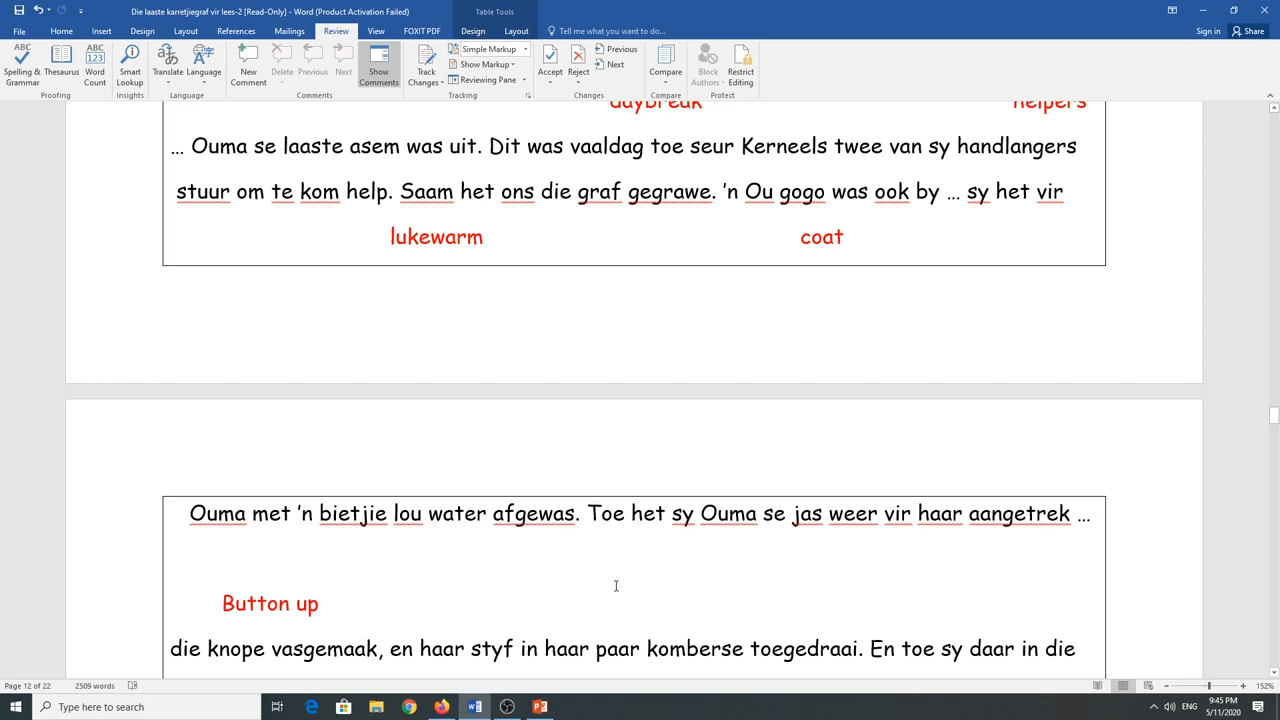 Die laaste karretjiegraf vir Ouma lees-2 [Read-Only] - Word (Product Activation Failed)
Table Tools
File Home Insert Design Layout References Mailings Review View FOXIT PDF Design Layout Tell me what you want to do... Sign in Share
Spelling & Grammar
Thesaurus
Word Count
Smart Lookup
Translate
Language
New Comment
Delete
Previous
Next
Show Comments
Track Changes
Simple Markup
Show Markup
Reviewing Pane
Accept
Reject
Previous
Next
Compare
Block Authors
Restrict Editing
Proofing Insights Language Comments Tracking Changes Compare Protect
daybreak helpers
… Ouma se laaste asem was uit. Dit was vaaldag toe seur Kerneels twee van sy handlangers
stuur om te kom help. Saam het ons die graf gegrawe. ’n Ou gogo was ook by … sy het vir
lukewarm coat
Ouma met ’n bietjie lou water afgewas. Toe het sy Ouma se jas weer vir haar aangetrek …
Button up
die knope vasgemaak, en haar styf in haar paar komberse toegedraai. En toe sy daar in die
Page 12 of 22 2509 words 152%
Type here to search
ENG
9:45 PM
5/11/2020